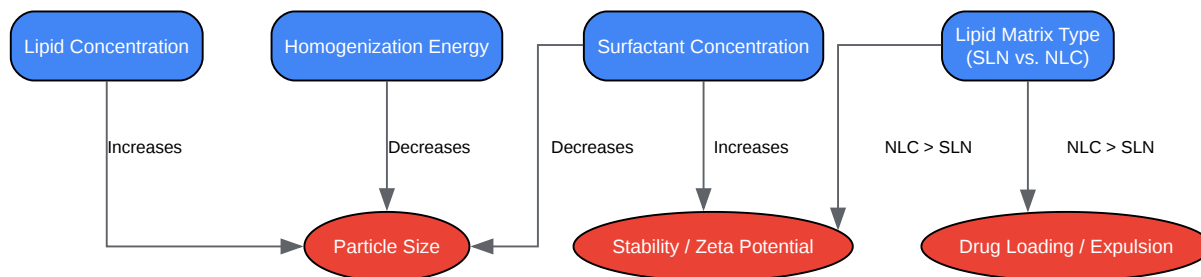 Lipid Concentration
Homogenization Energy
Surfactant Concentration
Lipid Matrix Type
(SLN vs. NLC)
Increases
Decreases
Decreases
Increases
NLC > SLN
NLC > SLN
Particle Size
Stability / Zeta Potential
Drug Loading / Expulsion